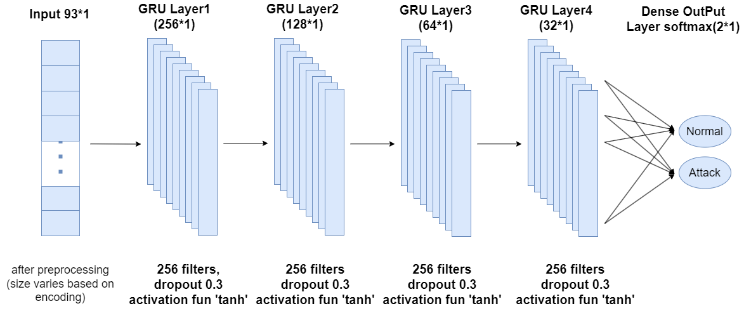 Input 93*1
GRU Layer1
(256*1)
GRU Layer2
(128*1)
GRU Layer3
(64*1)
GRU Layer4
(32*1)
Dense OutPut
Layer softmax(2*1)
Normal
Attack
after preprocessing
(size varies based on
encoding)
256 filters,
dropout 0.3
activation fun 'tanh'
256 filters
dropout 0.3
activation fun 'tanh'
256 filters
dropout 0.3
activation fun 'tanh'
256 filters
dropout 0.3
activation fun 'tanh'